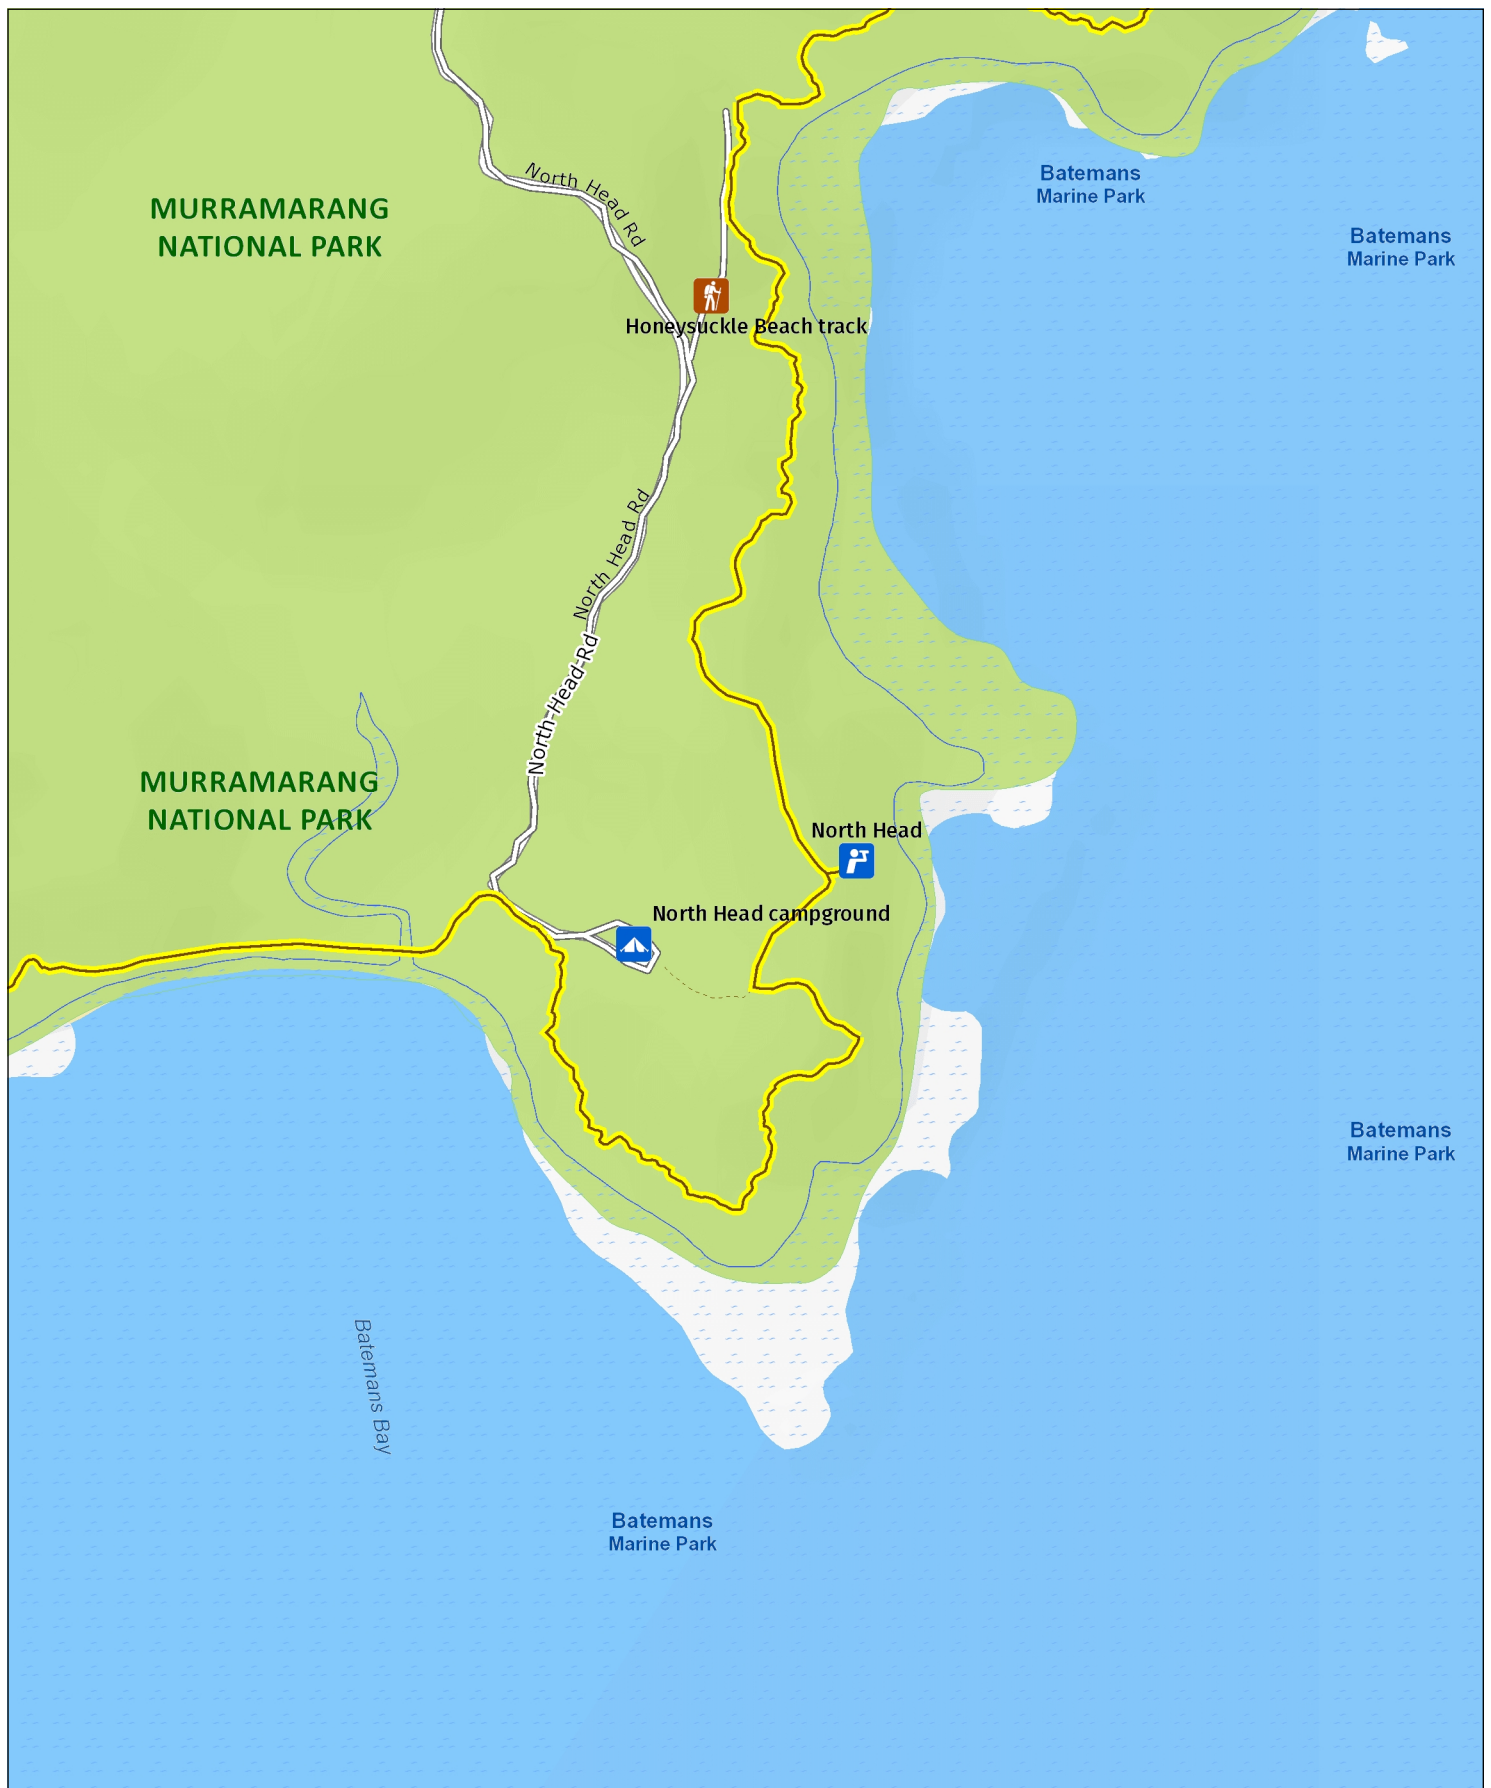 North Head Rd
Batemans
Marine Park
MURRAMARANG
NATIONAL PARK
Batemans
Marine Park
Honeysuckle Beach track
North Head Rd
North-Head-Rd
MURRAMARANG
NATIONAL PARK
North Head
North Head campground
Batemans
Marine Park
Batemans Bay
Batemans
Marine Park